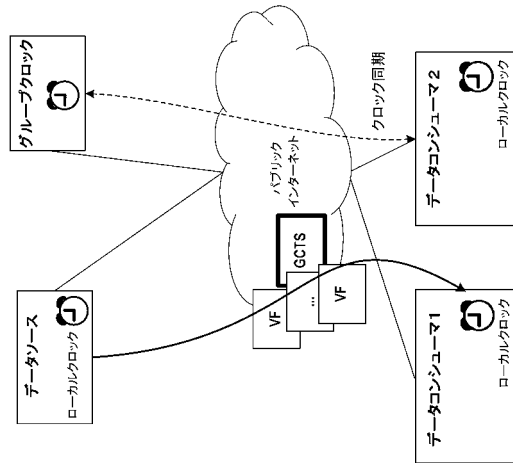 データソース
ローカルクロック
グループクロック
VF
...
VF
GCTS
パブリック
インターネット
クロック同期
データコンシューマ1
ローカルクロック
データコンシューマ2
ローカルクロック